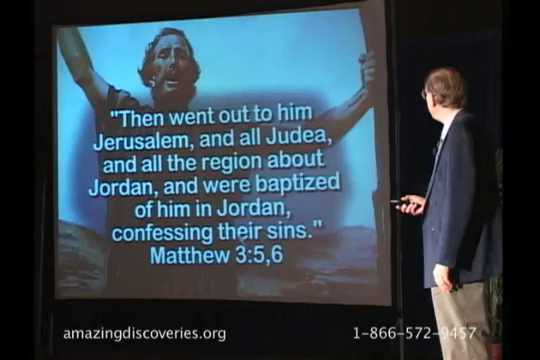 "Then went out to him
Jerusalem, and all Judea,
and all the region about
Jordan, and were baptized
of him in Jordan,
confessing their sins."
Matthew 3:5,6
amazingdiscoveries.org
1-866-572-9457